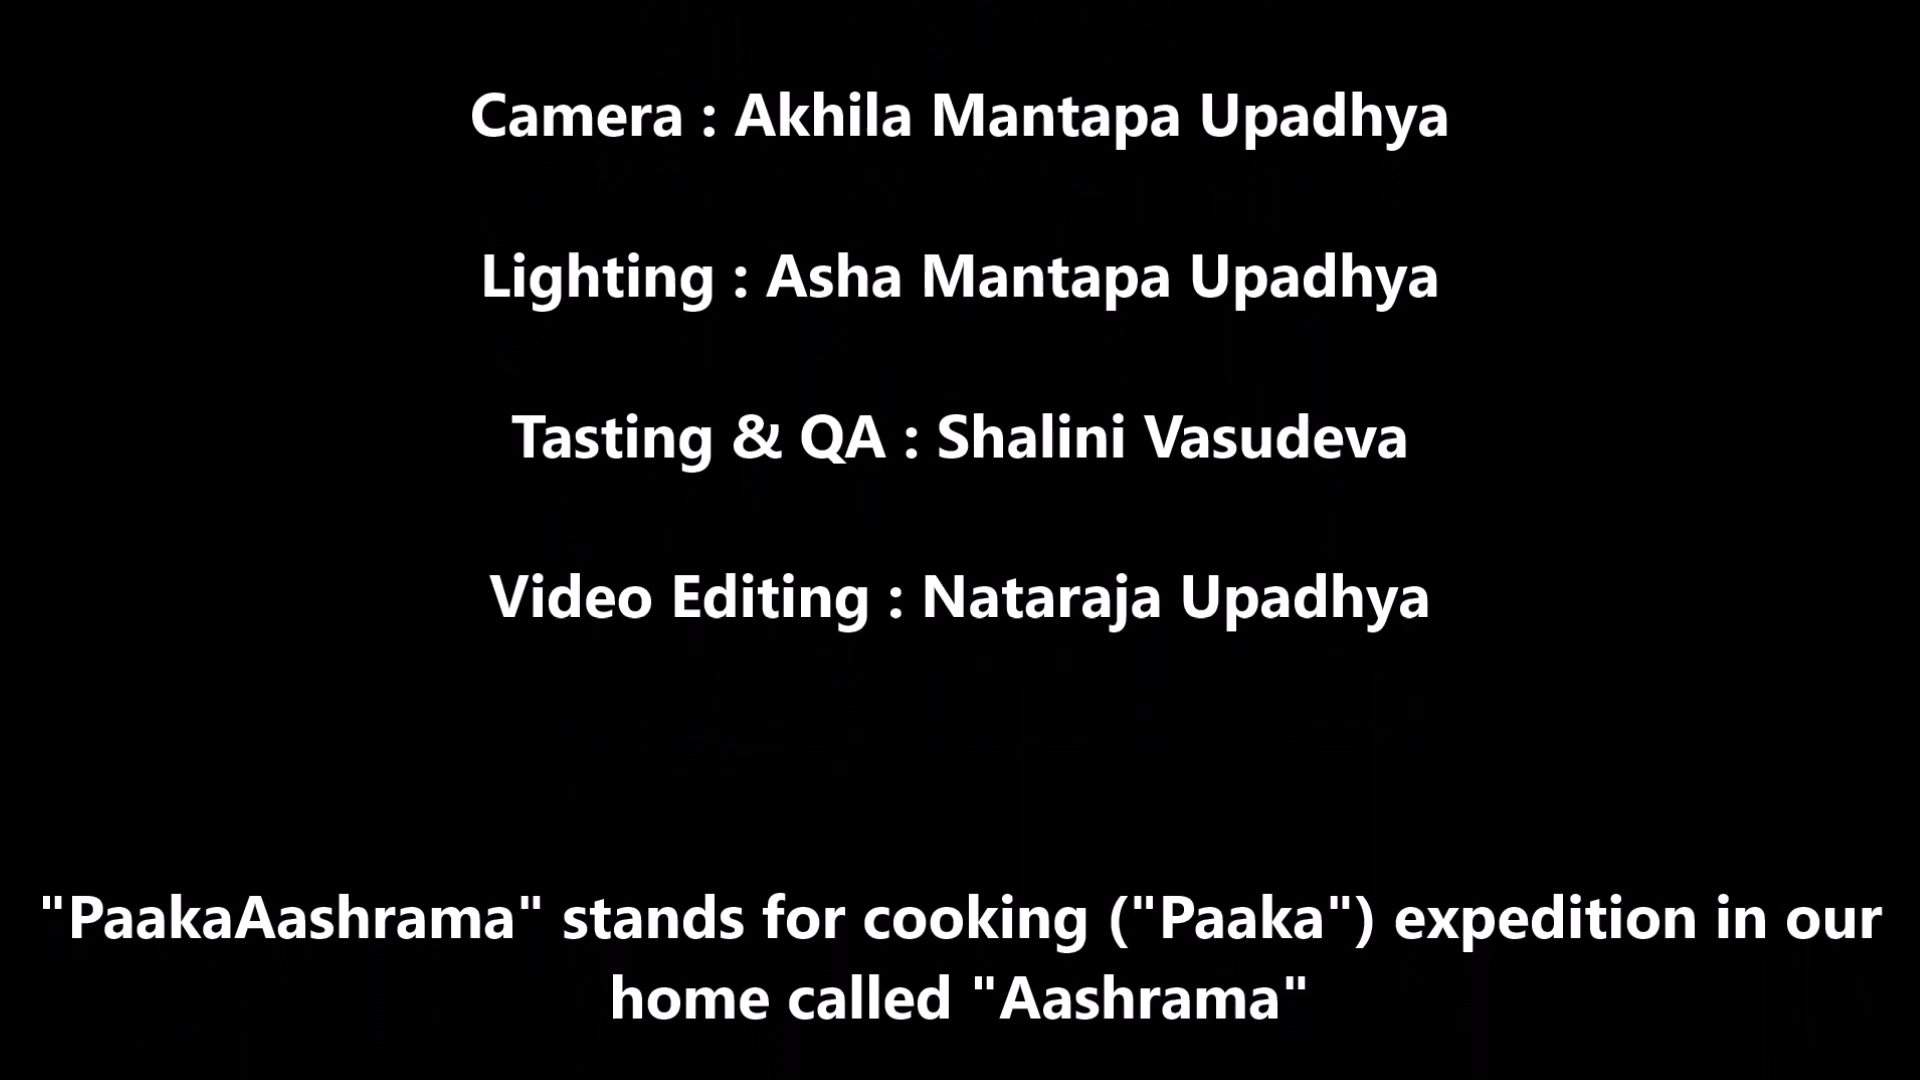 Camera : Akhila Mantapa Upadhya
Lighting : Asha Mantapa Upadhya
Tasting & QA : Shalini Vasudeva
Video Editing : Nataraja Upadhya
"PaakaAashrama" stands for cooking ("Paaka") expedition in our
home called "Aashrama"